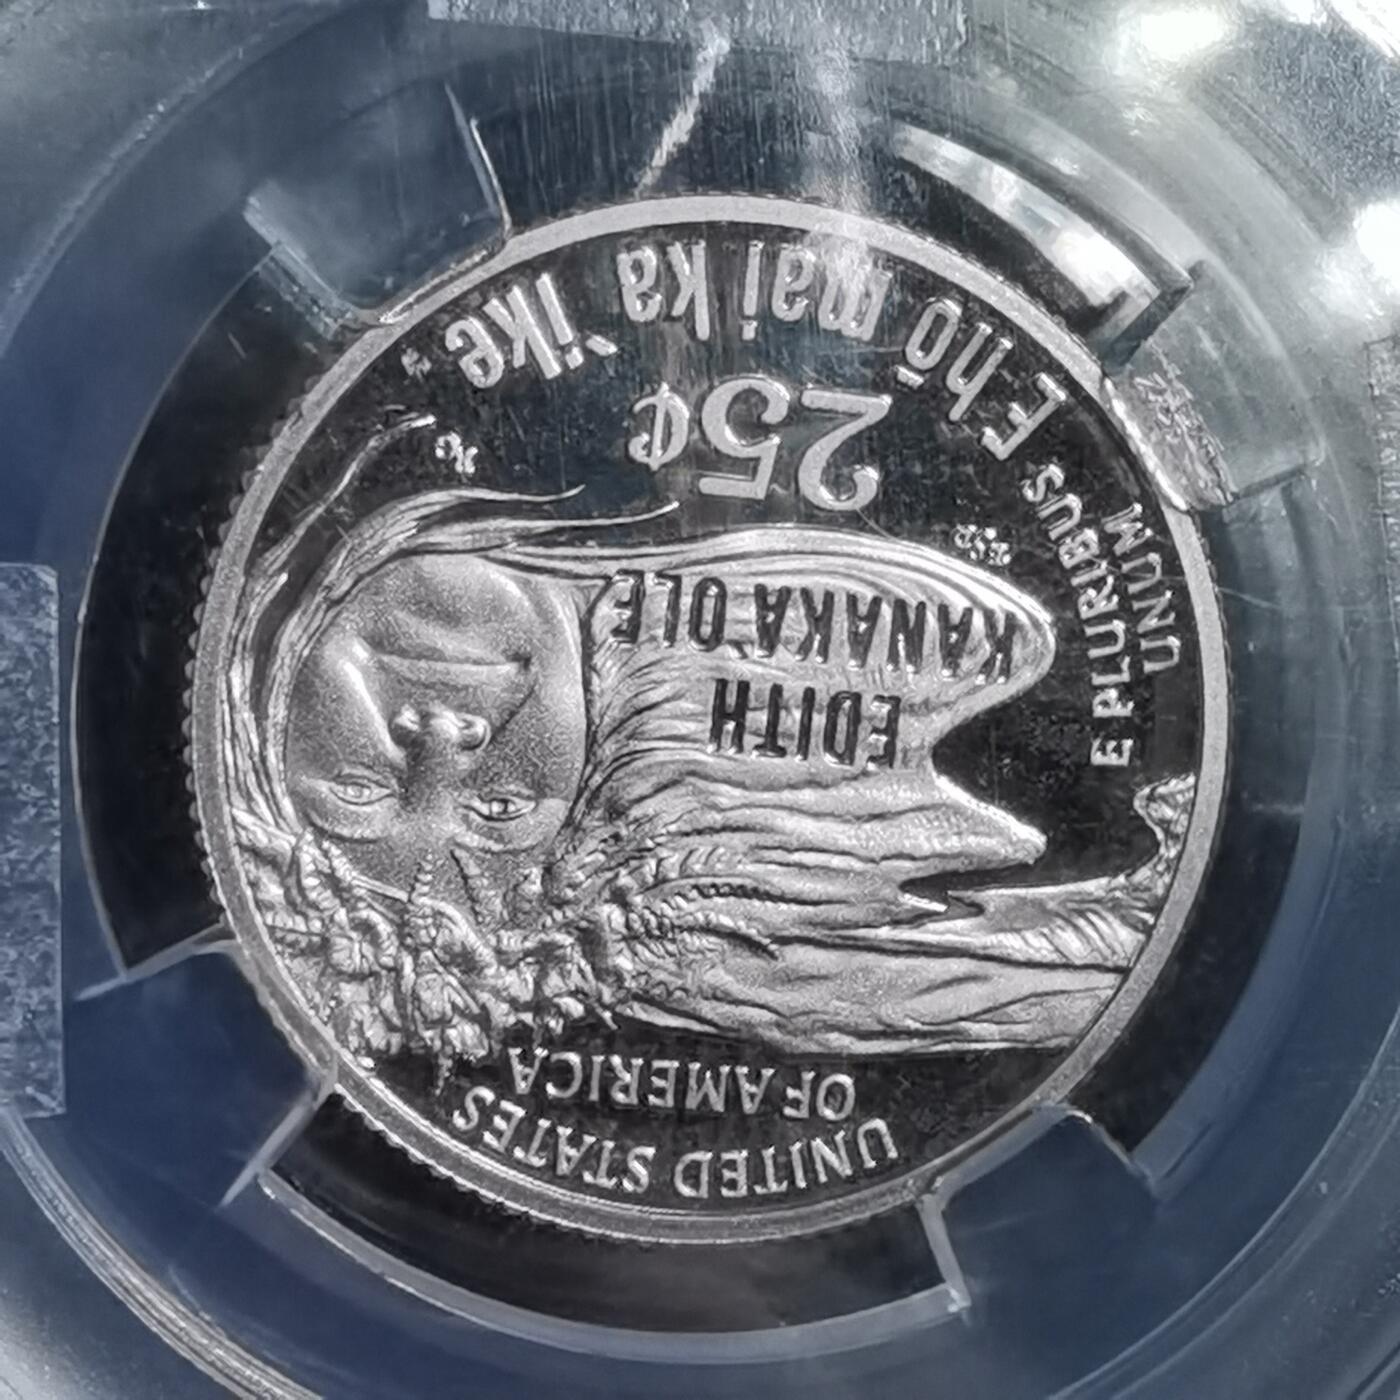 UNITED STATES
OF AMERICA
EDITH
KANAKAʻOLE
E PLURIBUS
UNUM
25¢
E hō mai ka ʻike